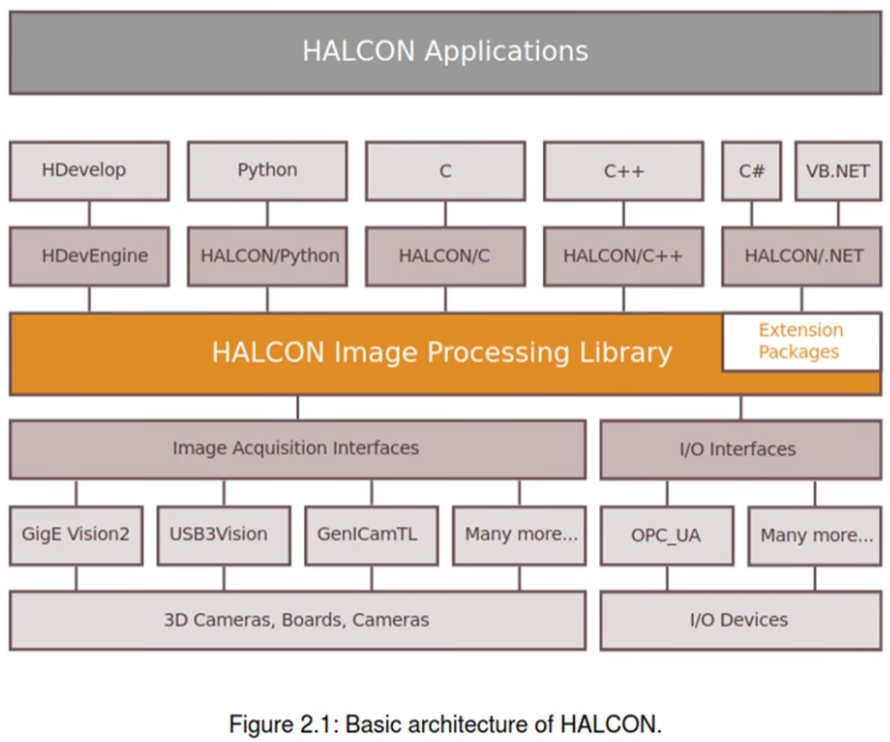 HALCON Applications
HDevelop
Python
C
C++
C#
VB.NET
HDevEngine
HALCON/Python
HALCON/C
HALCON/C++
HALCON/.NET
HALCON Image Processing Library
Extension
Packages
Image Acquisition Interfaces
I/O Interfaces
GigE Vision2
USB3Vision
GenICamTL
Many more...
OPC_UA
Many more...
3D Cameras, Boards, Cameras
I/O Devices
Figure 2.1: Basic architecture of HALCON.